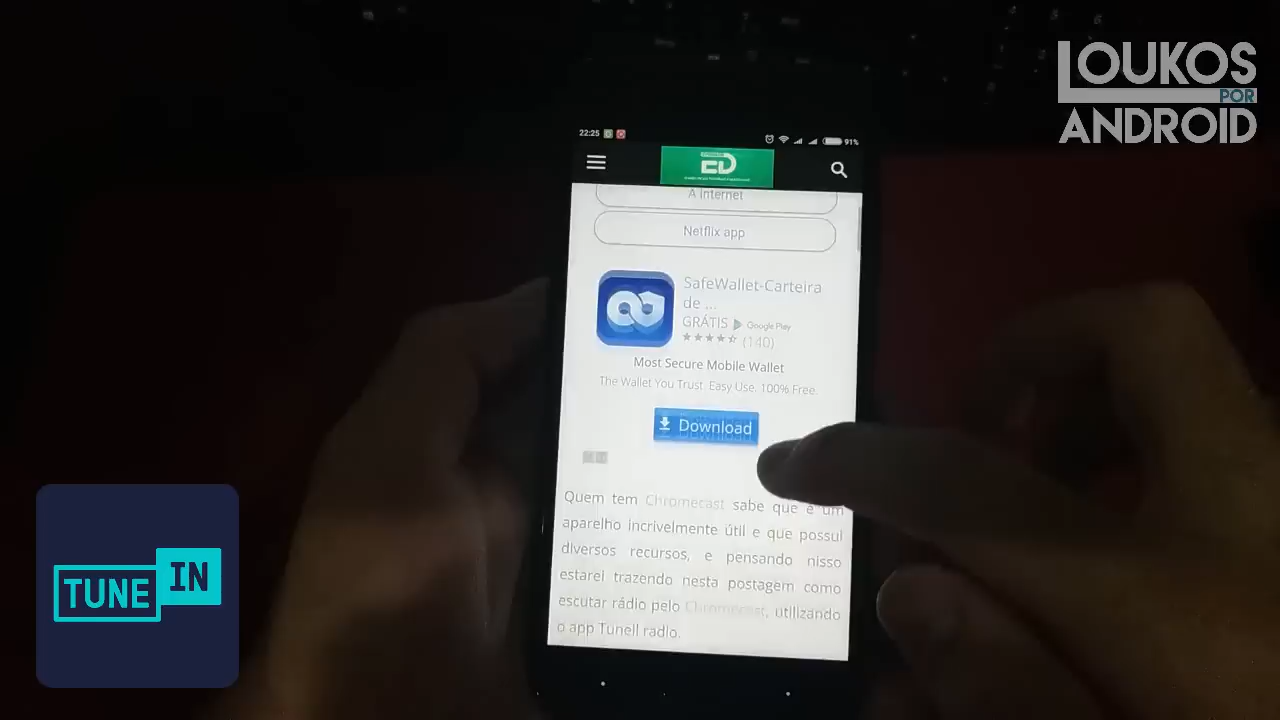 LOUKOS
POR
ANDROID
22:25
91%
ED
A Internet
Netflix app
SafeWallet-Carteira
de ...
GRÁTIS Google Play
(140)
Most Secure Mobile Wallet
The Wallet You Trust. Easy Use. 100% Free.
Download
Quem tem Chromecast sabe que é um
aparelho incrivelmente útil e que possui
diversos recursos, e pensando nisso
estarei trazendo nesta postagem como
escutar rádio pelo Chromecast, utilizando
o app TuneIl radio.
TUNE IN